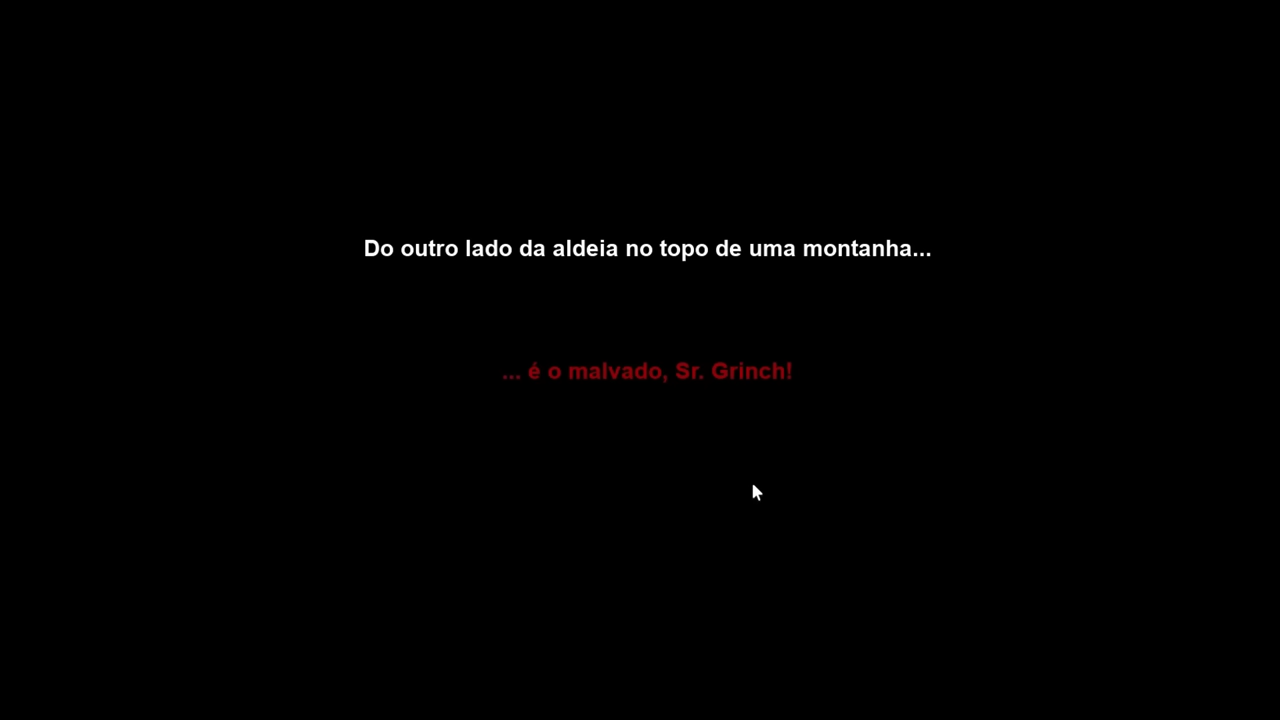 Do outro lado da aldeia no topo de uma montanha...
... é o malvado, Sr. Grinch!